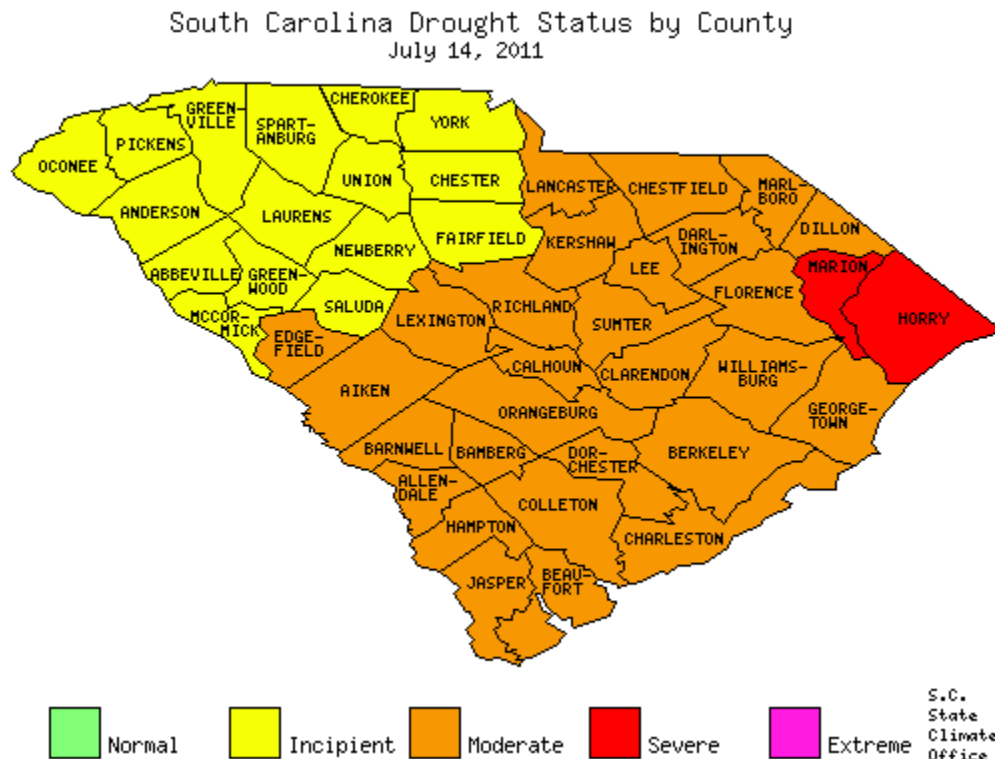 South Carolina Drought Status by County
July 14, 2011
CHEROKEE
GREEN-
VILLE
SPART-
ANBURG
YORK
PICKENS
OCONEE
UNION
CHESTER
LANCASTER
CHESTFIELD
MARL-
BORO
ANDERSON
LAURENS
DILLON
NEWBERRY
FAIRFIELD
KERSHAW
DARL-
INGTON
ABBEVILLE
GREEN-
WOOD
LEE
MARION
SALUDA
RICHLAND
FLORENCE
MCCOR-
MICK
LEXINGTON
SUMTER
HORRY
EDGE-
FIELD
CALHOUN
CLARENDON
WILLIAMS-
BURG
AIKEN
ORANGEBURG
GEORGE-
TOWN
BARNWELL
BAMBERG
DOR-
CHESTER
BERKELEY
ALLEN-
DALE
COLLETON
HAMPTON
CHARLESTON
JASPER
BEAU-
FORT
Normal
Incipient
Moderate
Severe
Extreme
S.C.
State
Climate
Office